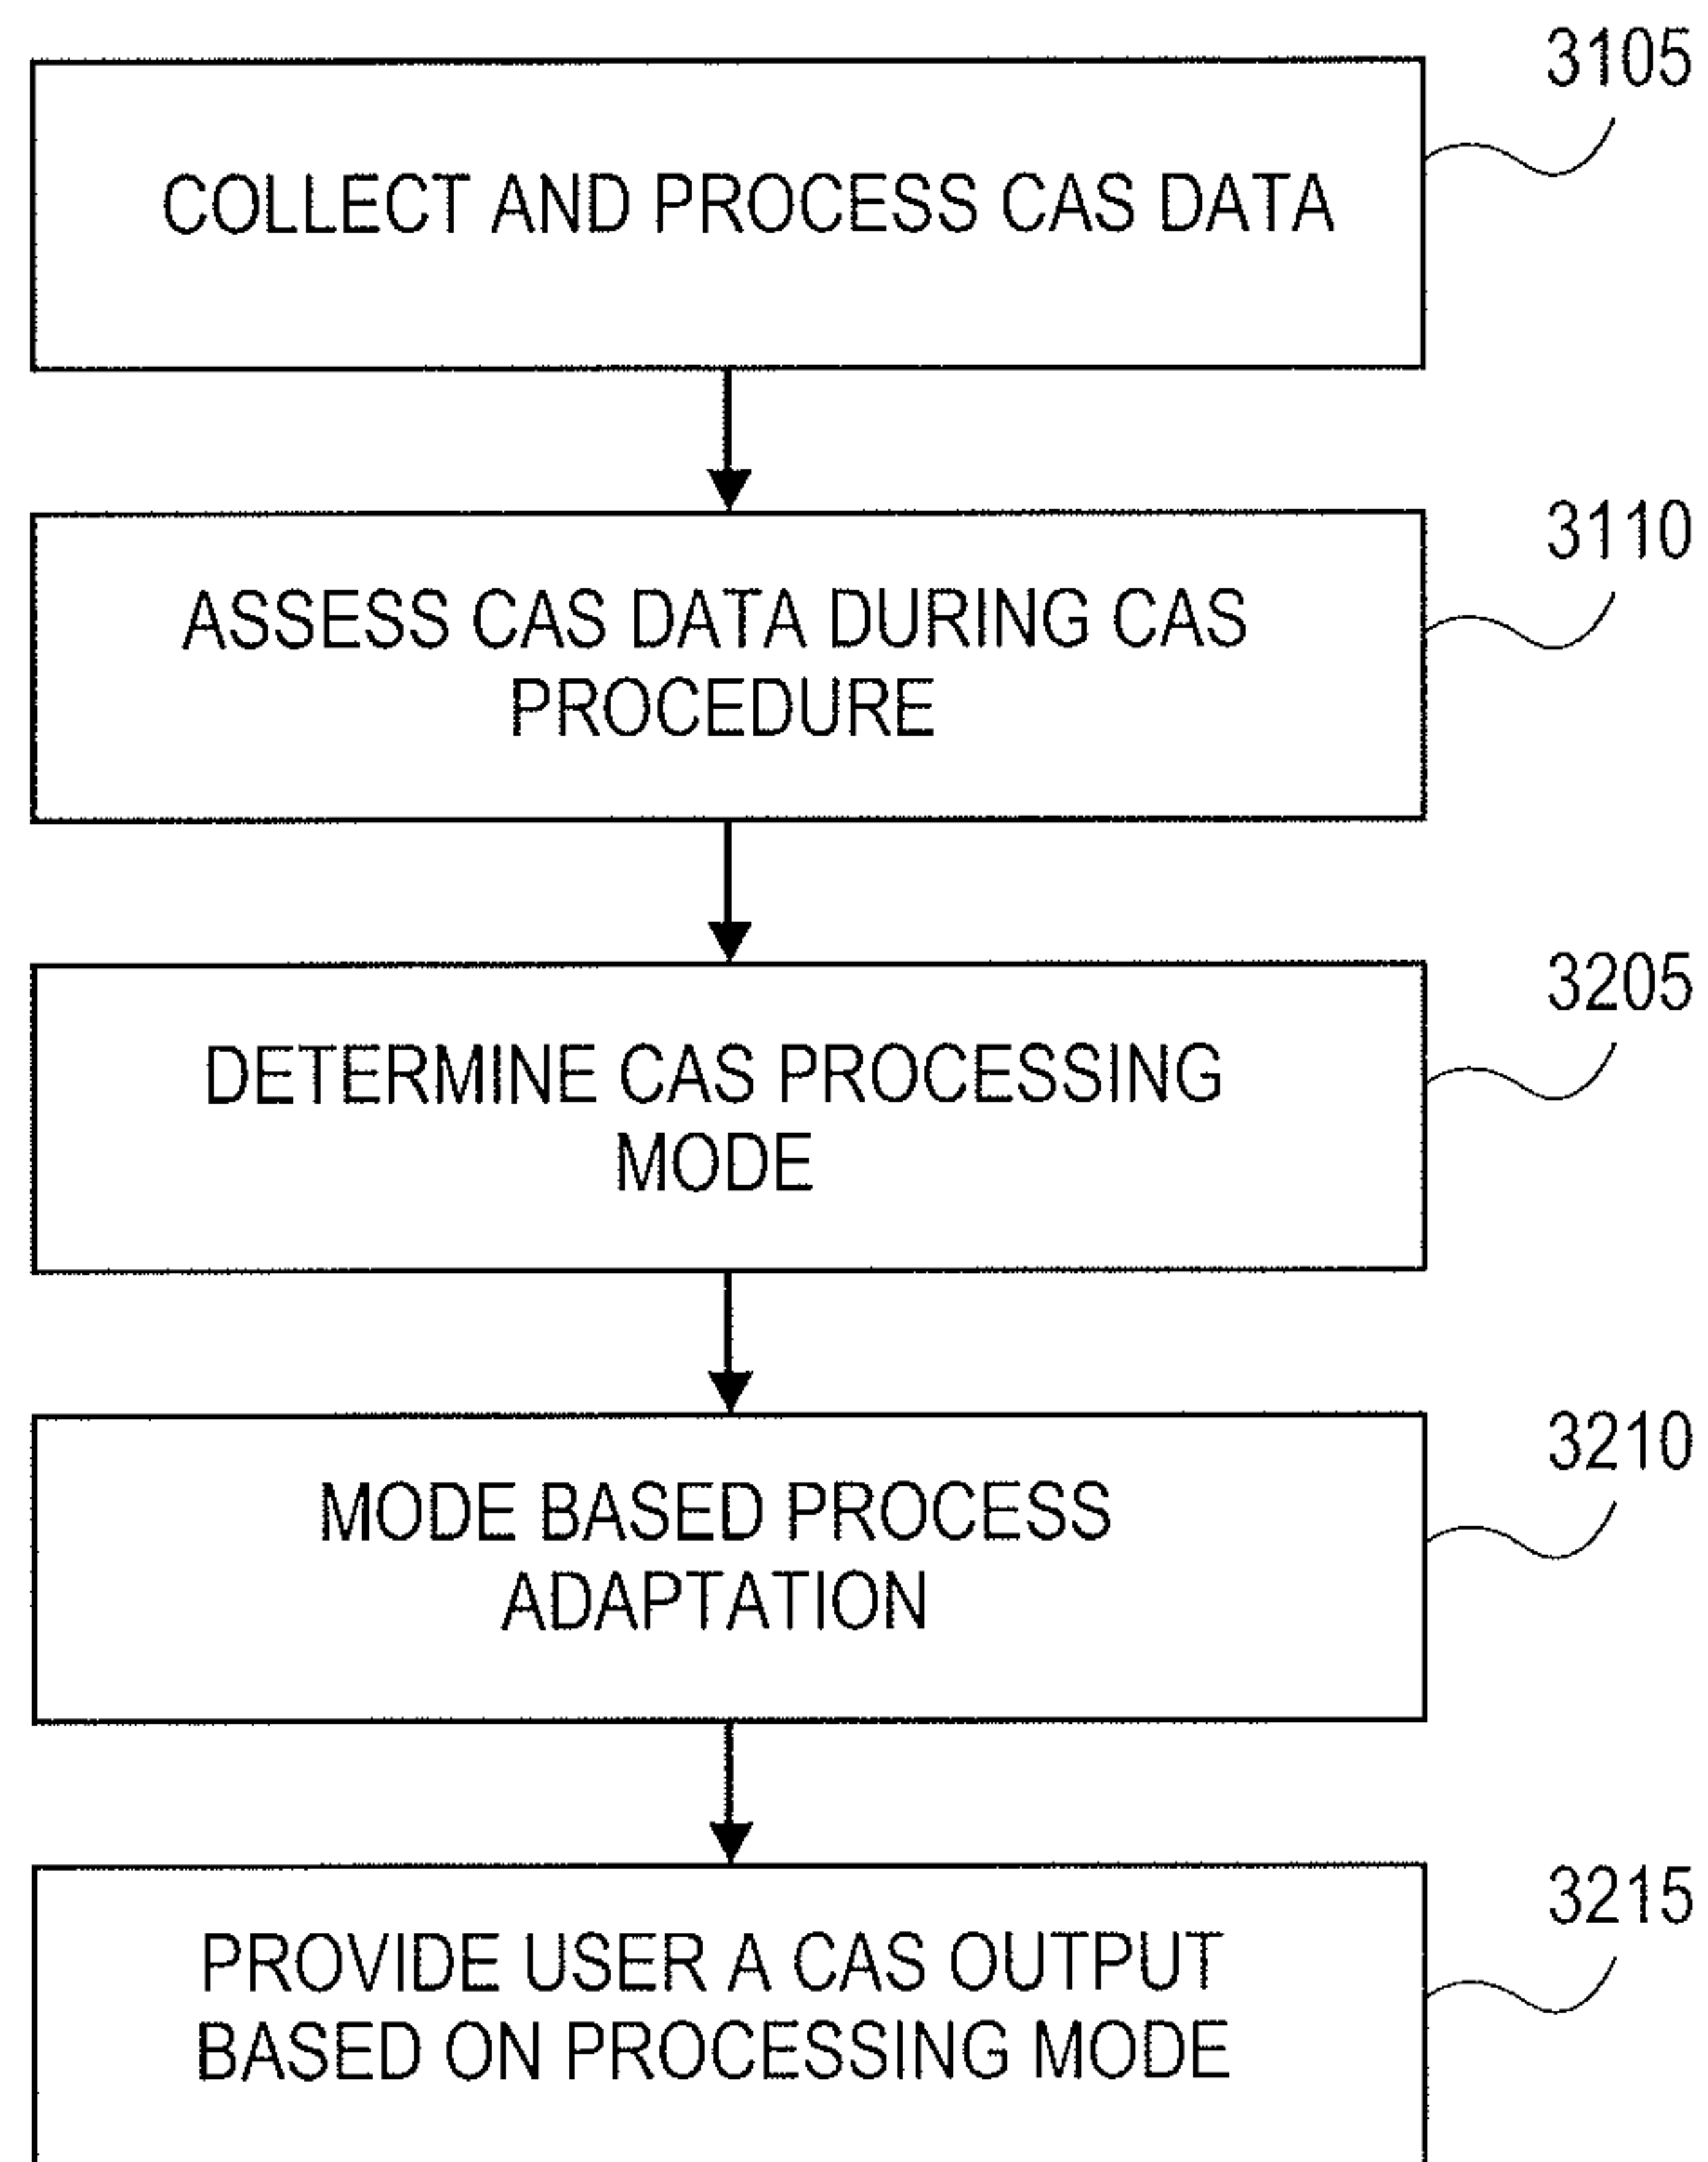 3105
COLLECT AND PROCESS CAS DATA
3110
ASSESS CAS DATA DURING CAS
PROCEDURE
3205
DETERMINE CAS PROCESSING
MODE
3210
MODE BASED PROCESS
ADAPTATION
3215
PROVIDE USER A CAS OUTPUT
BASED ON PROCESSING MODE